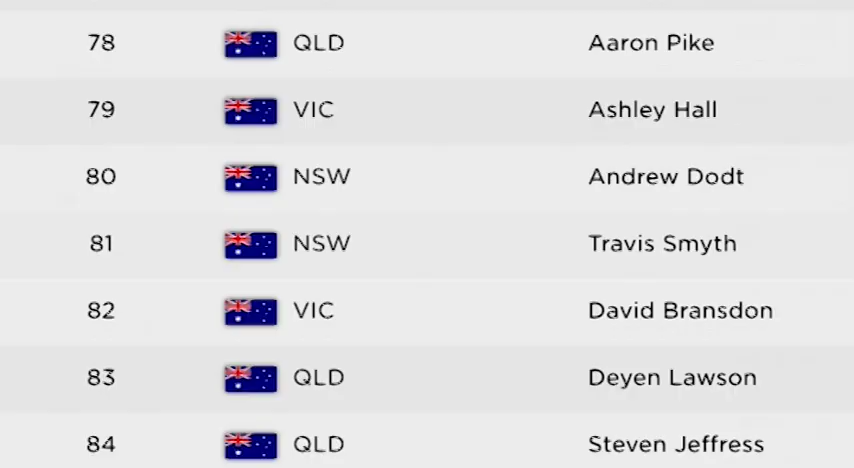 78 QLD Aaron Pike
79 VIC Ashley Hall
80 NSW Andrew Dodt
81 NSW Travis Smyth
82 VIC David Bransdon
83 QLD Deyen Lawson
84 QLD Steven Jeffress